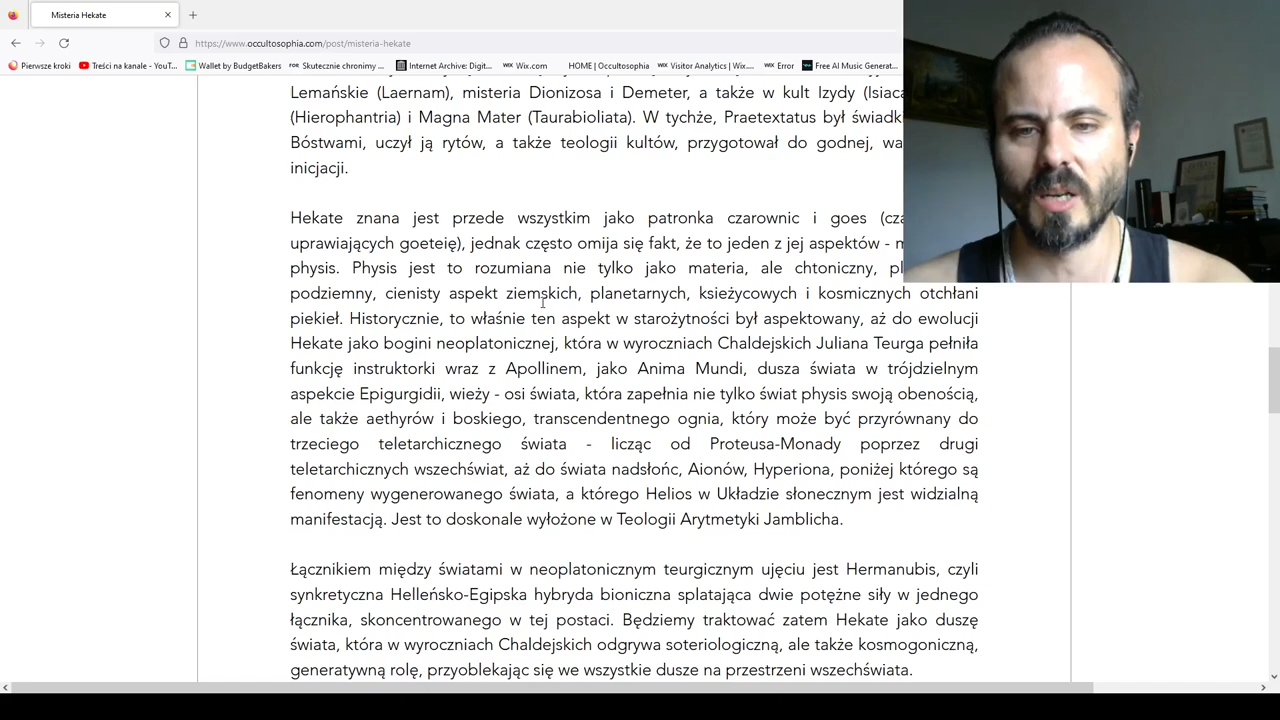 Misteria Hekate
https://www.occultosophia.com/post/misteria-hekate
Pierwsze kroki Treści na kanale - YouT... Wallet by BudgetBakers Skutecznie chronimy ... Internet Archive: Digit... Wix.com HOME | Occultosophia Visitor Analytics | Wix... Error Free AI Music Generat...
Lemańskie (Laernam), misteria Dionizosa i Demeter, a także w kult Izydy (Isiaca
(Hierophantria) i Magna Mater (Taurabioliata). W tychże, Praetextatus był świadk
Bóstwami, uczył ją rytów, a także teologii kultów, przygotował do godnej, wa
inicjacji.
Hekate znana jest przede wszystkim jako patronka czarownic i goes (cza
uprawiających goeteię), jednak często omija się fakt, że to jeden z jej aspektów - m
physis. Physis jest to rozumiana nie tylko jako materia, ale chtoniczny, pl
podziemny, cienisty aspekt ziemskich, planetarnych, księżycowych i kosmicznych otchłani
piekieł. Historycznie, to właśnie ten aspekt w starożytności był aspektowany, aż do ewolucji
Hekate jako bogini neoplatonicznej, która w wyroczniach Chaldejskich Juliana Teurga pełniła
funkcję instruktorki wraz z Apollinem, jako Anima Mundi, dusza świata w trójdzielnym
aspekcie Epigurgidii, wieży - osi świata, która zapełnia nie tylko świat physis swoją obenością,
ale także aethyrów i boskiego, transcendentnego ognia, który może być przyrównany do
trzeciego teletarchicznego świata - licząc od Proteusa-Monady poprzez drugi
teletarchicznych wszechświat, aż do świata nadsłońc, Aionów, Hyperiona, poniżej którego są
fenomeny wygenerowanego świata, a którego Helios w Układzie słonecznym jest widzialną
manifestacją. Jest to doskonale wyłożone w Teologii Arytmetyki Jamblicha.
Łącznikiem między światami w neoplatonicznym teurgicznym ujęciu jest Hermanubis, czyli
synkretyczna Helleńsko-Egipska hybryda bioniczna splatająca dwie potężne siły w jednego
łącznika, skoncentrowanego w tej postaci. Będziemy traktować zatem Hekate jako duszę
świata, która w wyroczniach Chaldejskich odgrywa soteriologiczną, ale także kosmogoniczną,
generatywną rolę, przyoblekając się we wszystkie dusze na przestrzeni wszechświata.